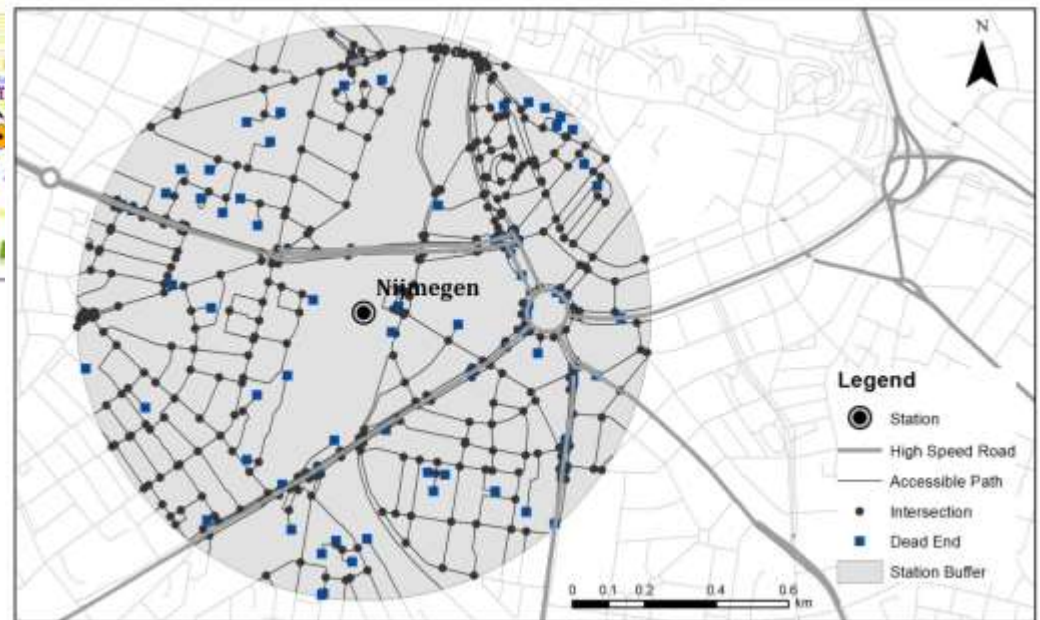 N
Nijmegen
Legend
Station
High Speed Road
Accessible Path
Intersection
Dead End
Station Buffer
0 0.1 0.2 0.4 0.6
km